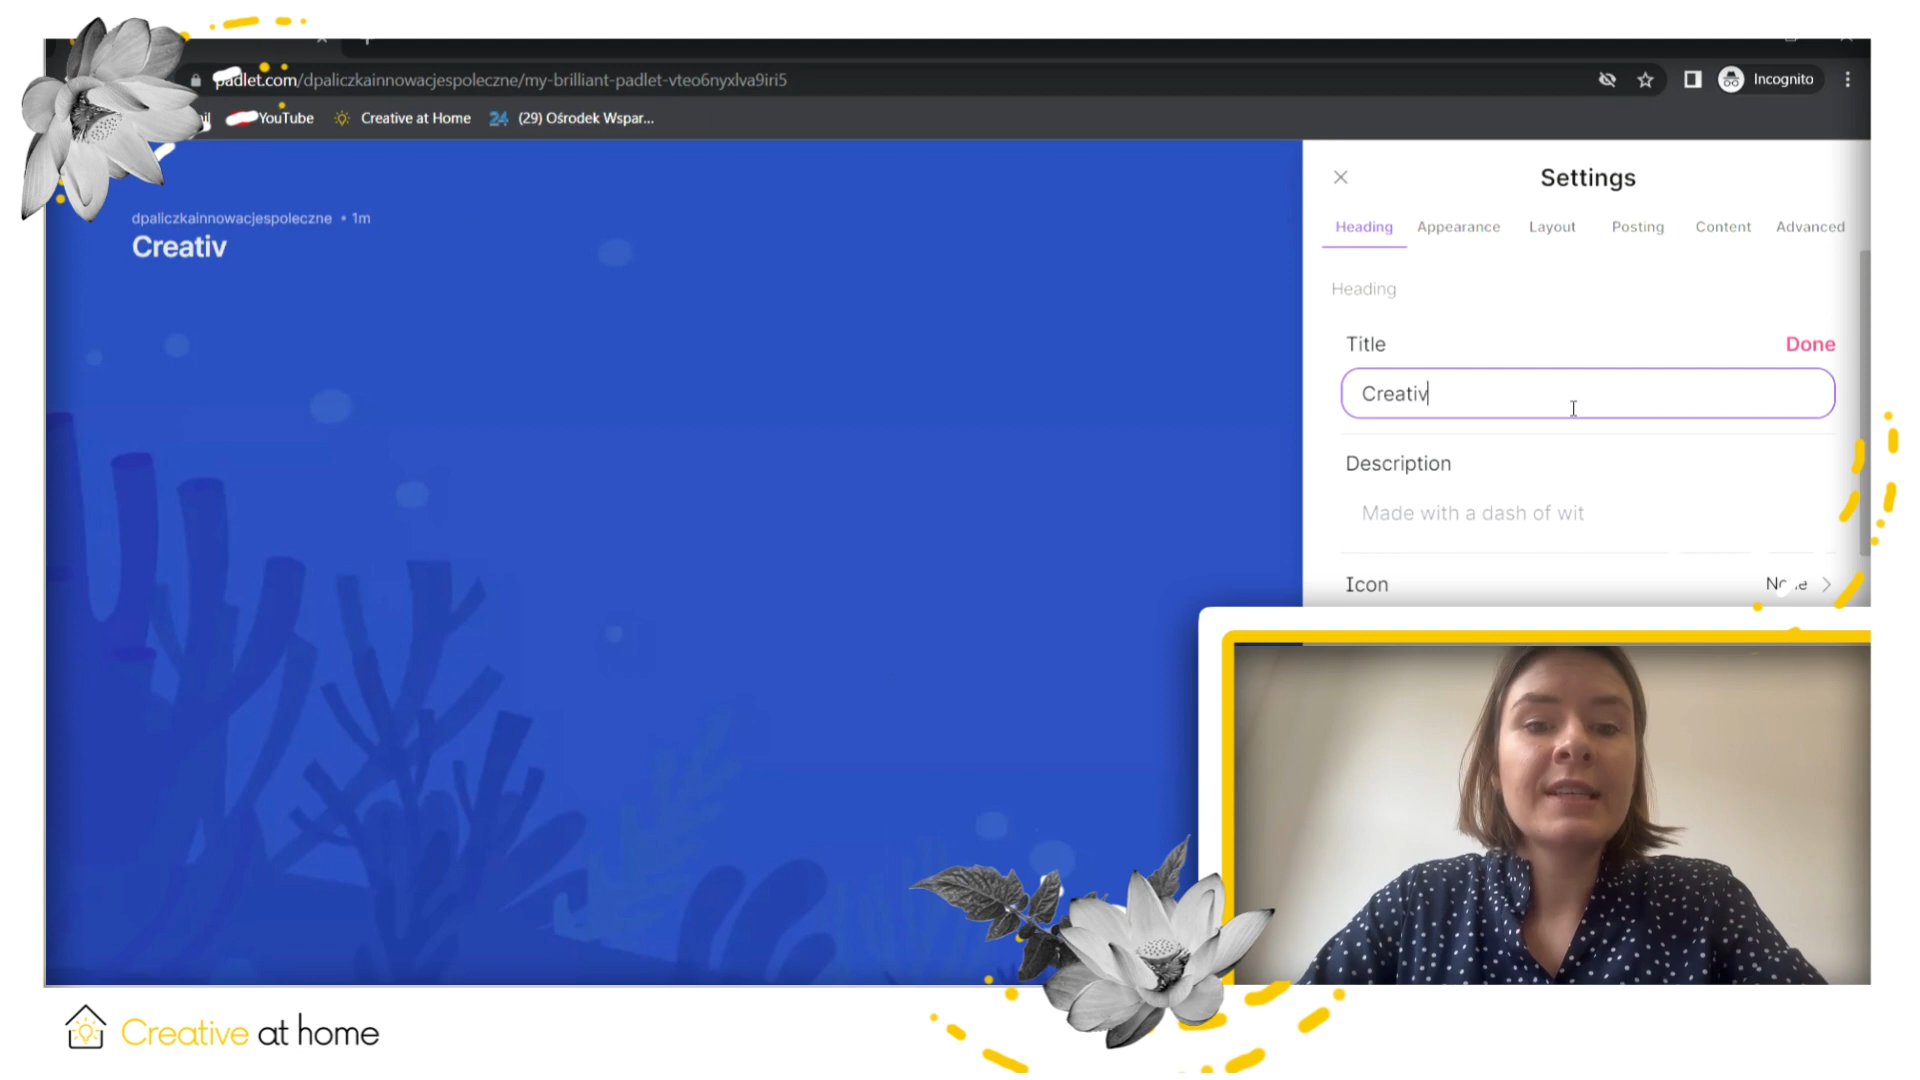 padlet.com/dpaliczkainnowacjespoleczne/my-brilliant-padlet-vteo6nyxlva9iri5
Incognito
YouTube Creative at Home 24 (29) Ośrodek Wspar...
Settings
Heading Appearance Layout Posting Content Advanced
dpaliczkainnowacjespoleczne • 1m
Creativ
Heading
Title Done
Creativ
Description
Made with a dash of wit
Icon
Creative at home